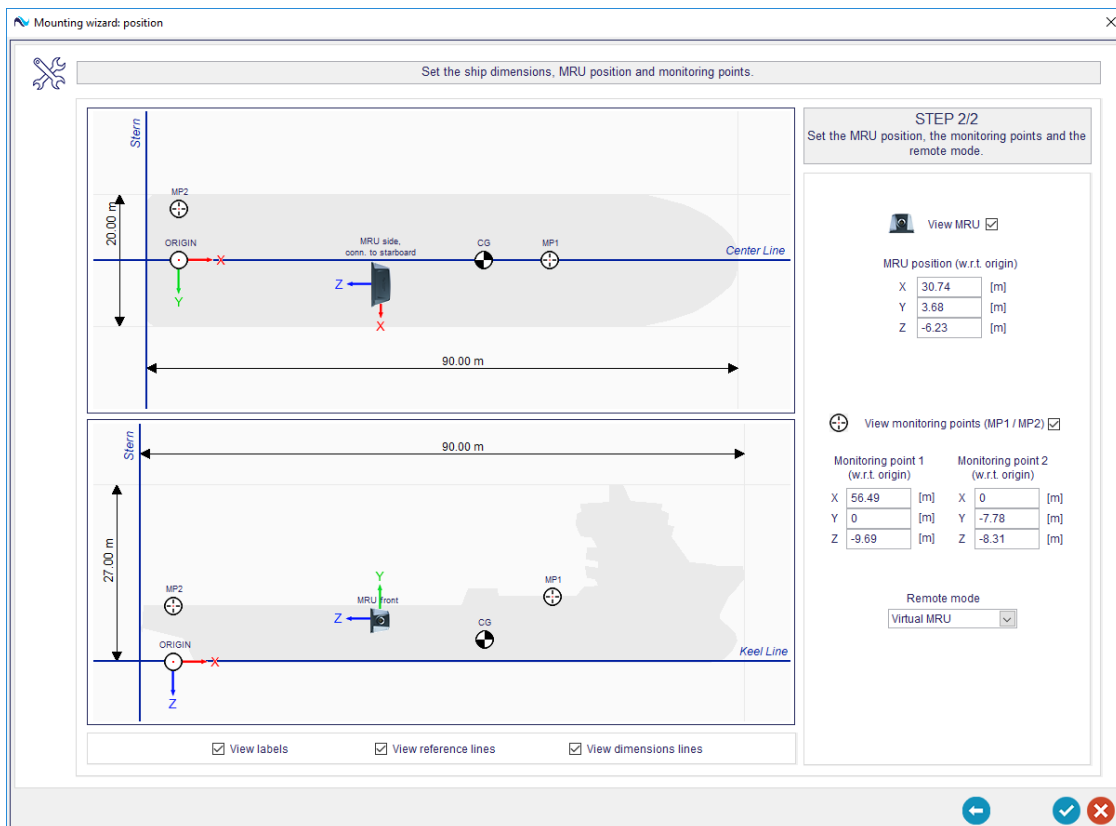 Mounting wizard: position
Set the ship dimensions, MRU position and monitoring points.
Stern
MP2
20.00 m
ORIGIN
X
Y
MRU side,
conn. to starboard
Z
X
CG
MP1
Center Line
90.00 m
Stern
90.00 m
27.00 m
MP2
ORIGIN
X
Z
Y
MRU front
Z
CG
MP1
Keel Line
View labels
View reference lines
View dimensions lines
STEP 2/2
Set the MRU position, the monitoring points and the
remote mode.
View MRU
MRU position (w.r.t. origin)
X 30.74 [m]
Y 3.68 [m]
Z -6.23 [m]
View monitoring points (MP1 / MP2)
Monitoring point 1
(w.r.t. origin)
X 56.49 [m]
Y 0 [m]
Z -9.69 [m]
Monitoring point 2
(w.r.t. origin)
X 0 [m]
Y -7.78 [m]
Z -8.31 [m]
Remote mode
Virtual MRU